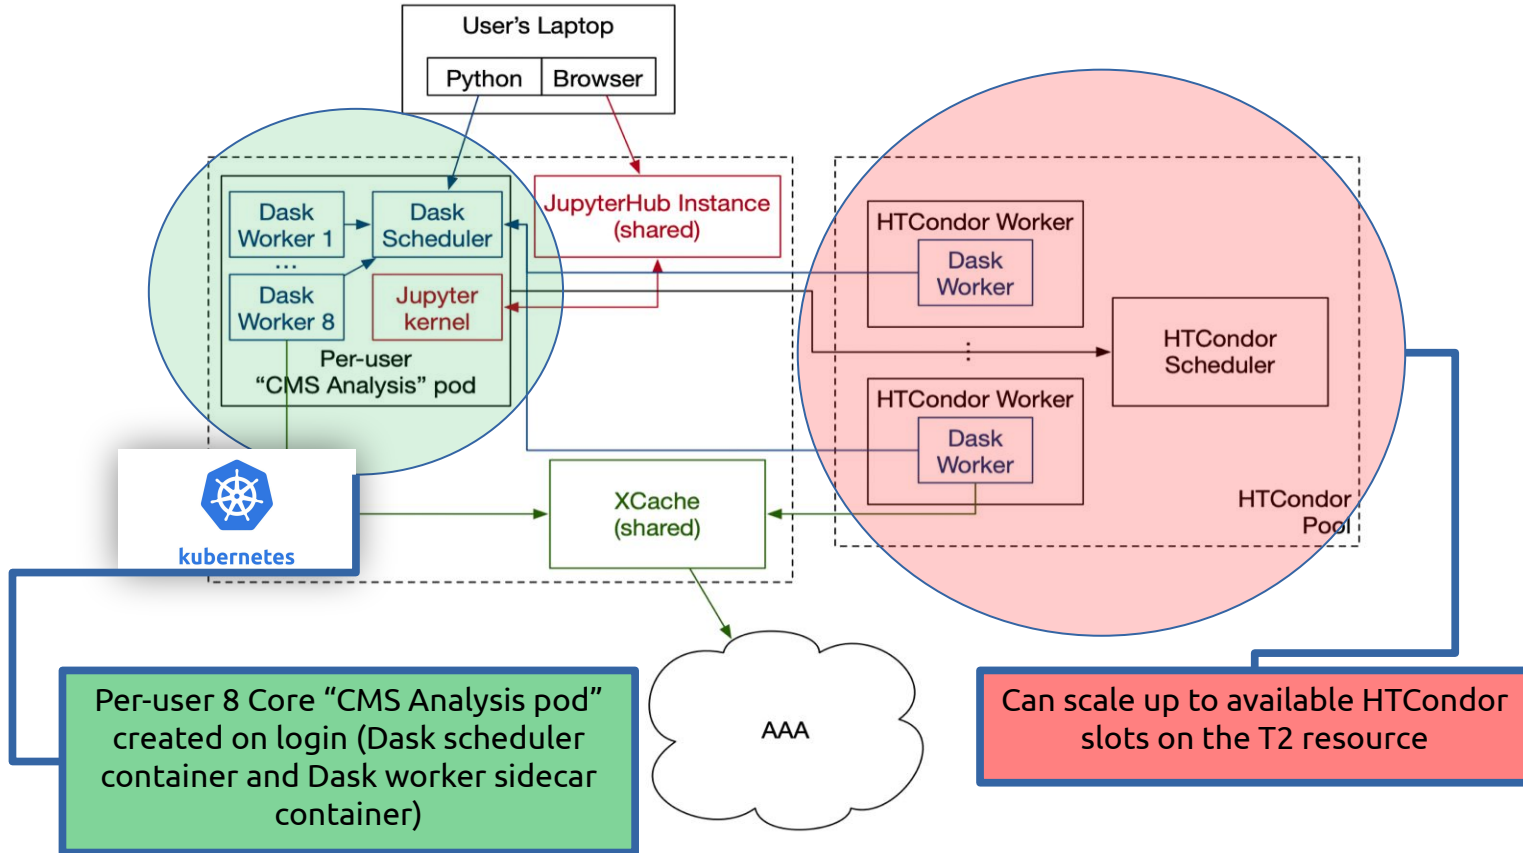 User's Laptop
Python
Browser
Dask
Worker 1
...
Dask
Worker 8
Dask
Scheduler
Jupyter
kernel
Per-user
“CMS Analysis” pod
JupyterHub Instance
(shared)
HTCondor Worker
Dask
Worker
...
HTCondor Worker
Dask
Worker
HTCondor
Scheduler
HTCondor
Pool
kubernetes
XCache
(shared)
AAA
Per-user 8 Core “CMS Analysis pod”
created on login (Dask scheduler
container and Dask worker sidecar
container)
Can scale up to available HTCondor
slots on the T2 resource